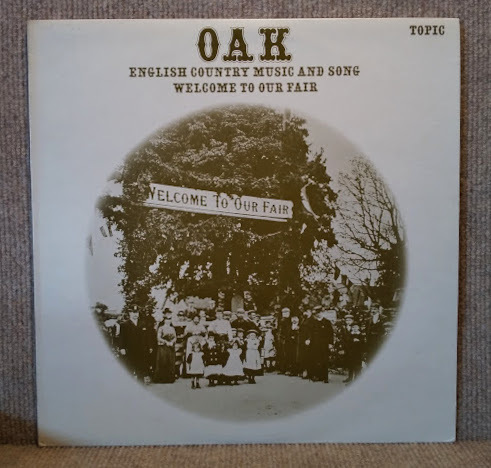 OAK
TOPIC
ENGLISH COUNTRY MUSIC AND SONG
WELCOME TO OUR FAIR
WELCOME TO OUR FAIR